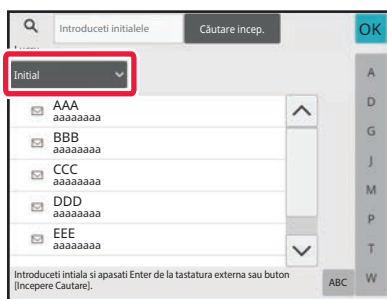 Introduceti initialele
Căutare incep.
OK
Initial
A
D
G
J
M
P
T
W
AAA
aaaaaaaa
BBB
aaaaaaaa
CCC
aaaaaaaa
DDD
aaaaaaaa
EEE
aaaaaaaa
Introduceti intiala si apasati Enter de la tastatura externa sau buton
[Incepere Cautare].
ABC